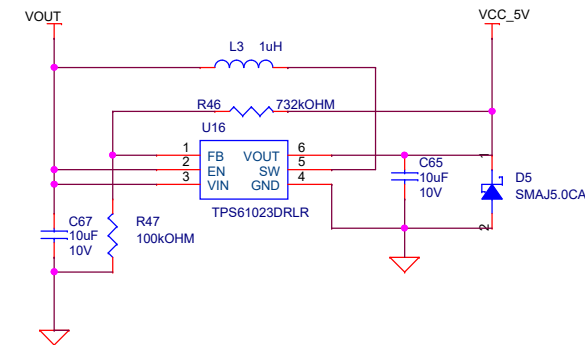 VOUT
VCC_5V
L3 1uH
R46 732kOHM
U16
1 FB VOUT 6
2 EN SW 5
3 VIN GND 4
TPS61023DRLR
C65
10uF
10V
1
D5
SMAJ5.0CA
2
C67
10uF
10V
R47
100kOHM